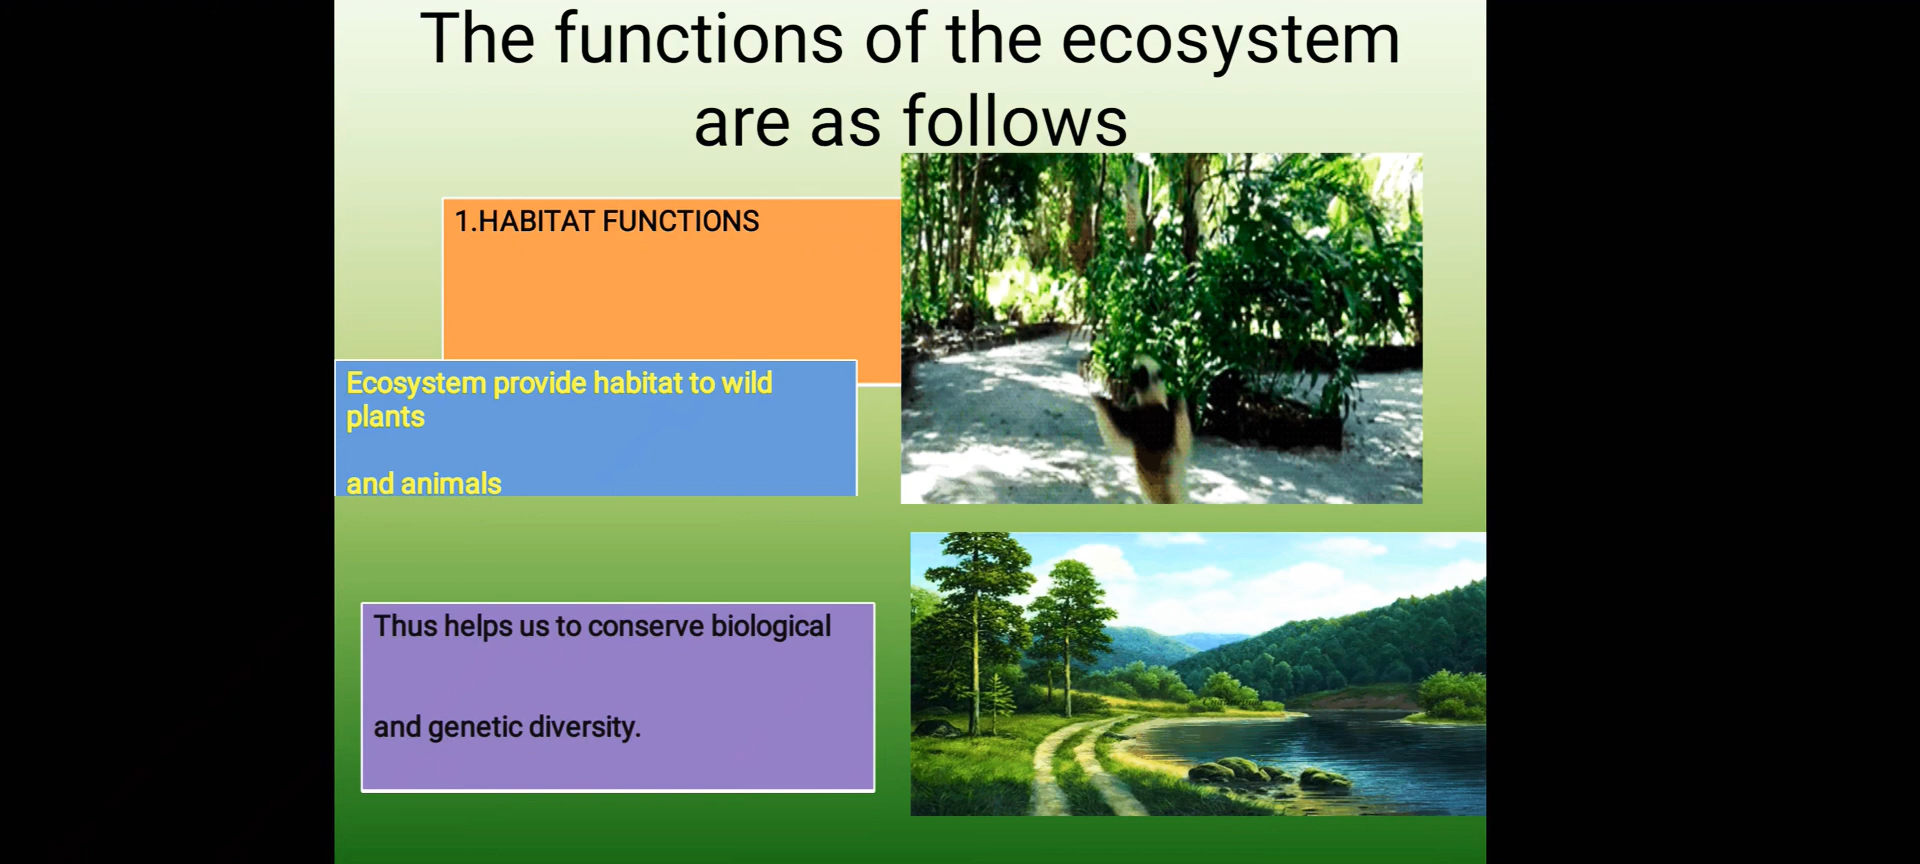 The functions of the ecosystem
are as follows
1.HABITAT FUNCTIONS
Ecosystem provide habitat to wild
plants
and animals
Thus helps us to conserve biological
and genetic diversity.